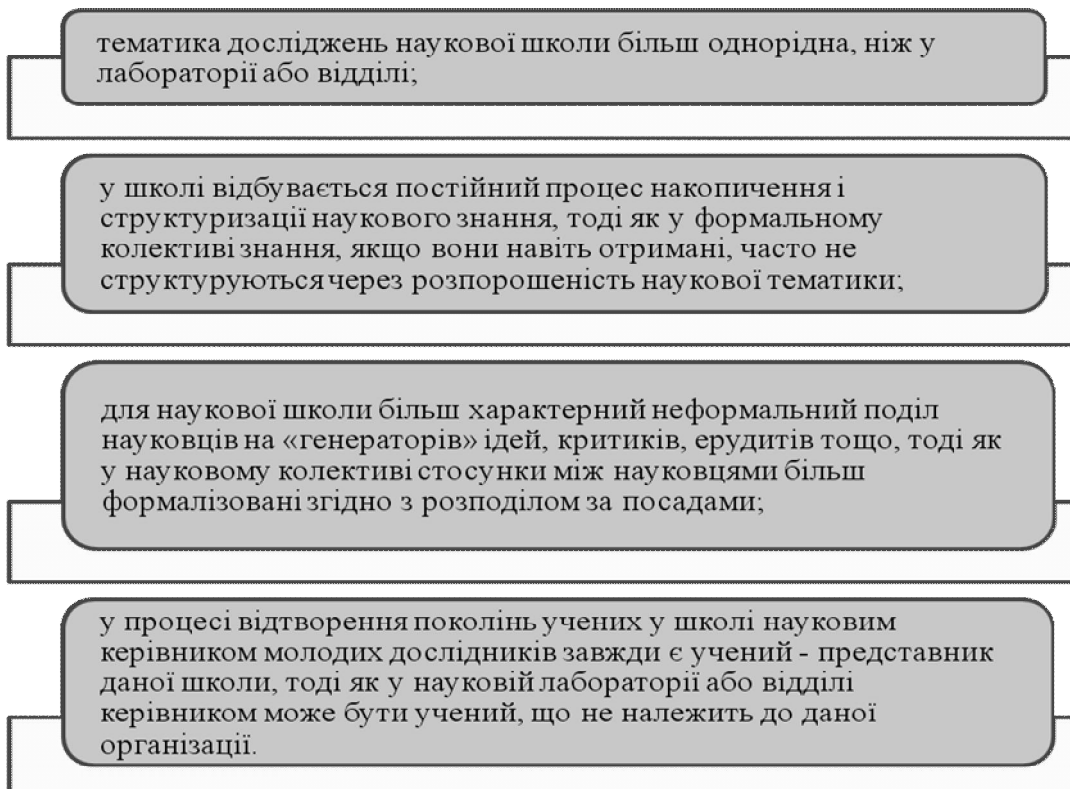 тематика досліджень наукової школи більш однорідна, ніж у
лабораторії або відділі;
у школі відбувається постійний процес накопичення і
структуризації наукового знання, тоді як у формальному
колективі знання, якщо вони навіть отримані, часто не
структуруються через розпорошеність наукової тематики;
для наукової школи більш характерний неформальний поділ
науковців на «генераторів» ідей, критиків, ерудитів тощо, тоді як
у науковому колективі стосунки між науковцями більш
формалізовані згідно з розподілом за посадами;
у процесі відтворення поколінь учених у школі науковим
керівником молодих дослідників завжди є учений - представник
даної школи, тоді як у науковій лабораторії або відділі
керівником може бути учений, що не належить до даної
організації.